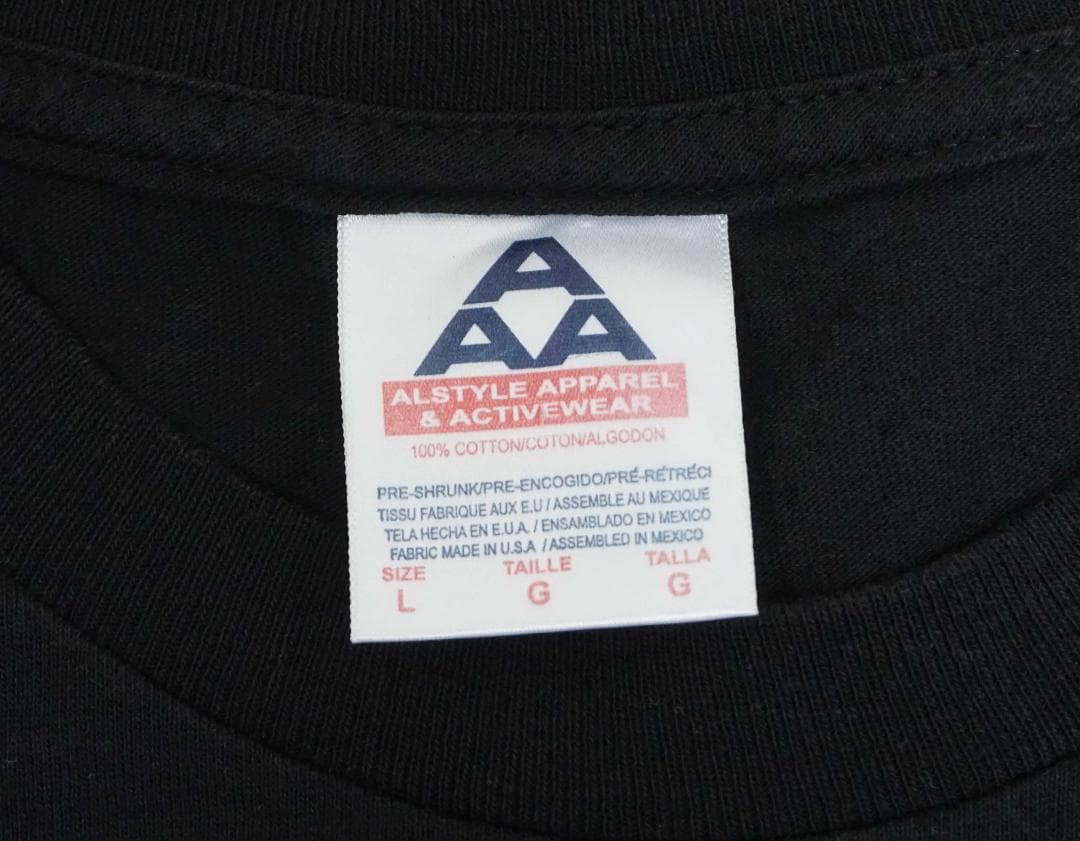 A
A A
ALSTYLE APPAREL
& ACTIVEWEAR
100% COTTON/COTON/ALGODON
PRE-SHRUNK/PRE-ENCOGIDO/PRÉ-RÉTRÉCI
TISSU FABRIQUE AUX E.U / ASSEMBLE AU MEXIQUE
TELA HECHA EN E.U.A. / ENSAMBLADO EN MEXICO
FABRIC MADE IN U.S.A / ASSEMBLED IN MEXICO
SIZE TAILLE TALLA
L G G